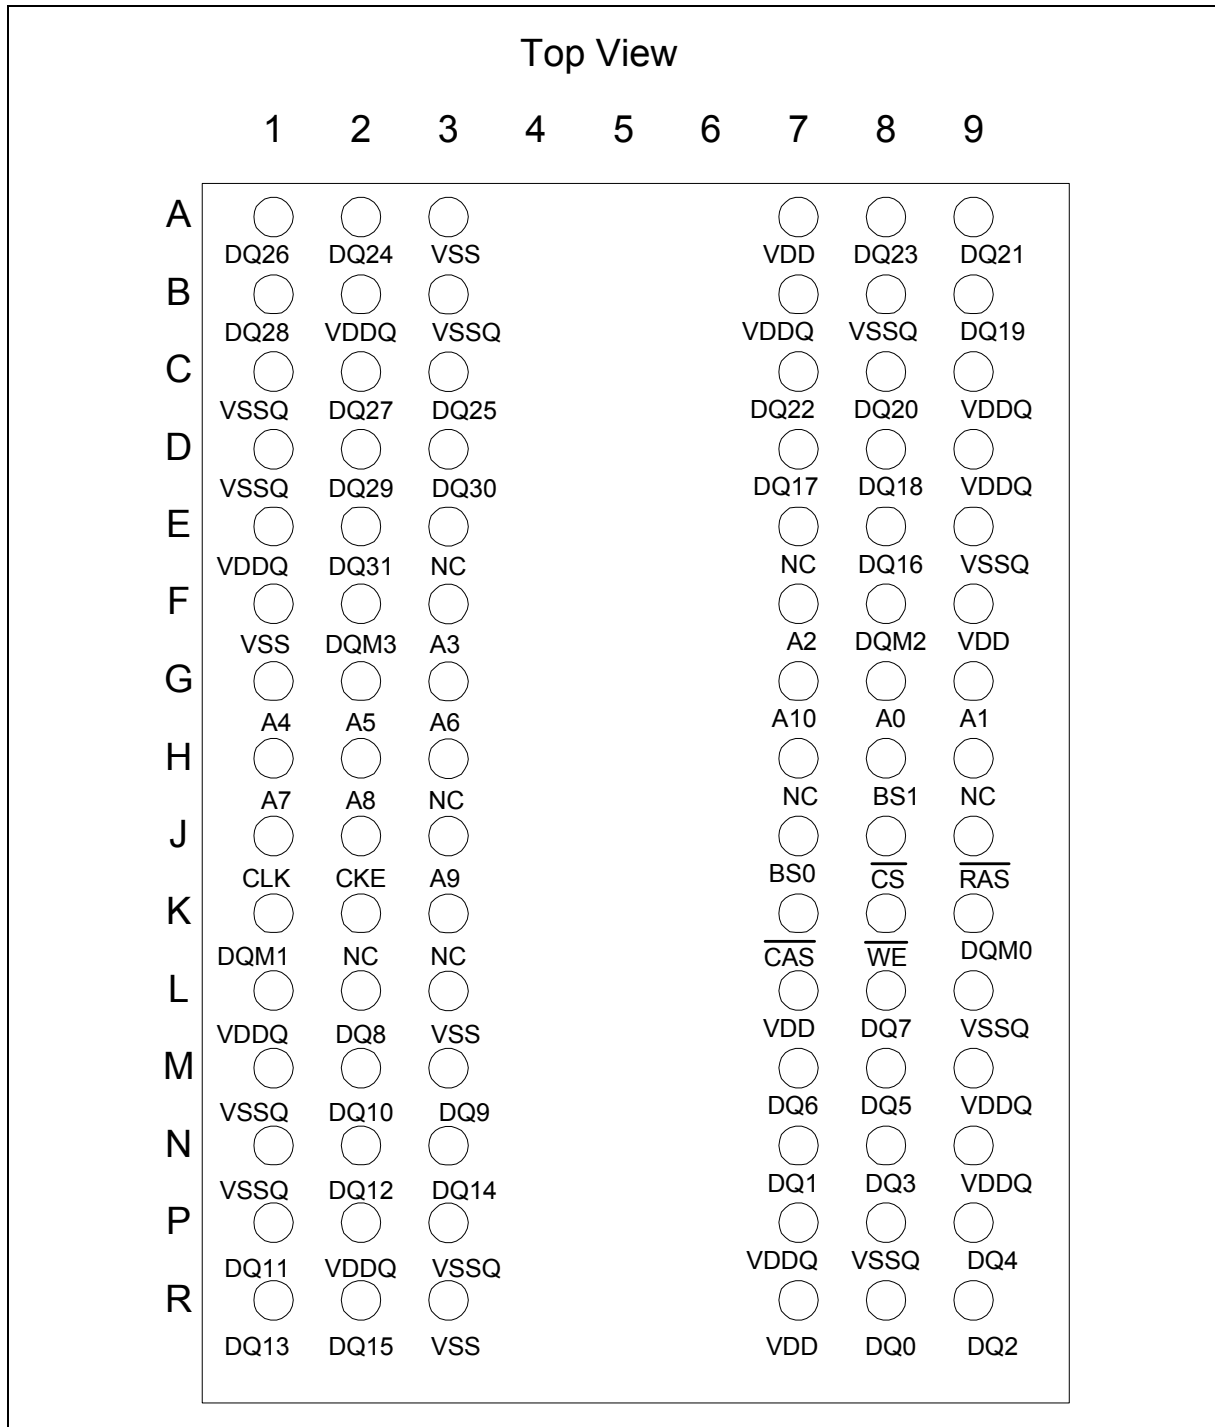 Top View
1 2 3 4 5 6 7 8 9
A
DQ26 DQ24 VSS VDD DQ23 DQ21
B
DQ28 VDDQ VSSQ VDDQ VSSQ DQ19
C
VSSQ DQ27 DQ25 DQ22 DQ20 VDDQ
D
VSSQ DQ29 DQ30 DQ17 DQ18 VDDQ
E
VDDQ DQ31 NC NC DQ16 VSSQ
F
VSS DQM3 A3 A2 DQM2 VDD
G
A4 A5 A6 A10 A0 A1
H
A7 A8 NC NC BS1 NC
J
CLK CKE A9 BS0 C̅S̅ R̅A̅S̅
K
DQM1 NC NC C̅A̅S̅ W̅E̅ DQM0
L
VDDQ DQ8 VSS VDD DQ7 VSSQ
M
VSSQ DQ10 DQ9 DQ6 DQ5 VDDQ
N
VSSQ DQ12 DQ14 DQ1 DQ3 VDDQ
P
DQ11 VDDQ VSSQ VDDQ VSSQ DQ4
R
DQ13 DQ15 VSS VDD DQ0 DQ2